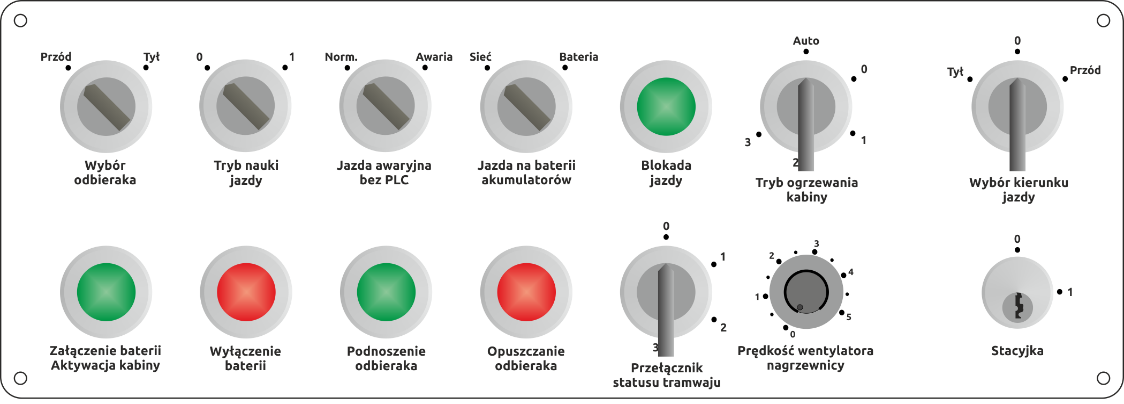 Przód Tył
Wybór
odbieraka
0 1
Tryb nauki
jazdy
Norm. Awaria
Jazda awaryjna
bez PLC
Sieć Bateria
Jazda na baterii
akumulatorów
Blokada
jazdy
Auto
0
1
2
3
Tryb ogrzewania
kabiny
0
Tył Przód
Wybór kierunku
jazdy
Załączenie baterii
Aktywacja kabiny
Wyłączenie
baterii
Podnoszenie
odbieraka
Opuszczanie
odbieraka
0
1
2
3
Przełącznik
statusu tramwaju
0
1
2
3
4
5
Prędkość wentylatora
nagrzewnicy
0
1
Stacyjka